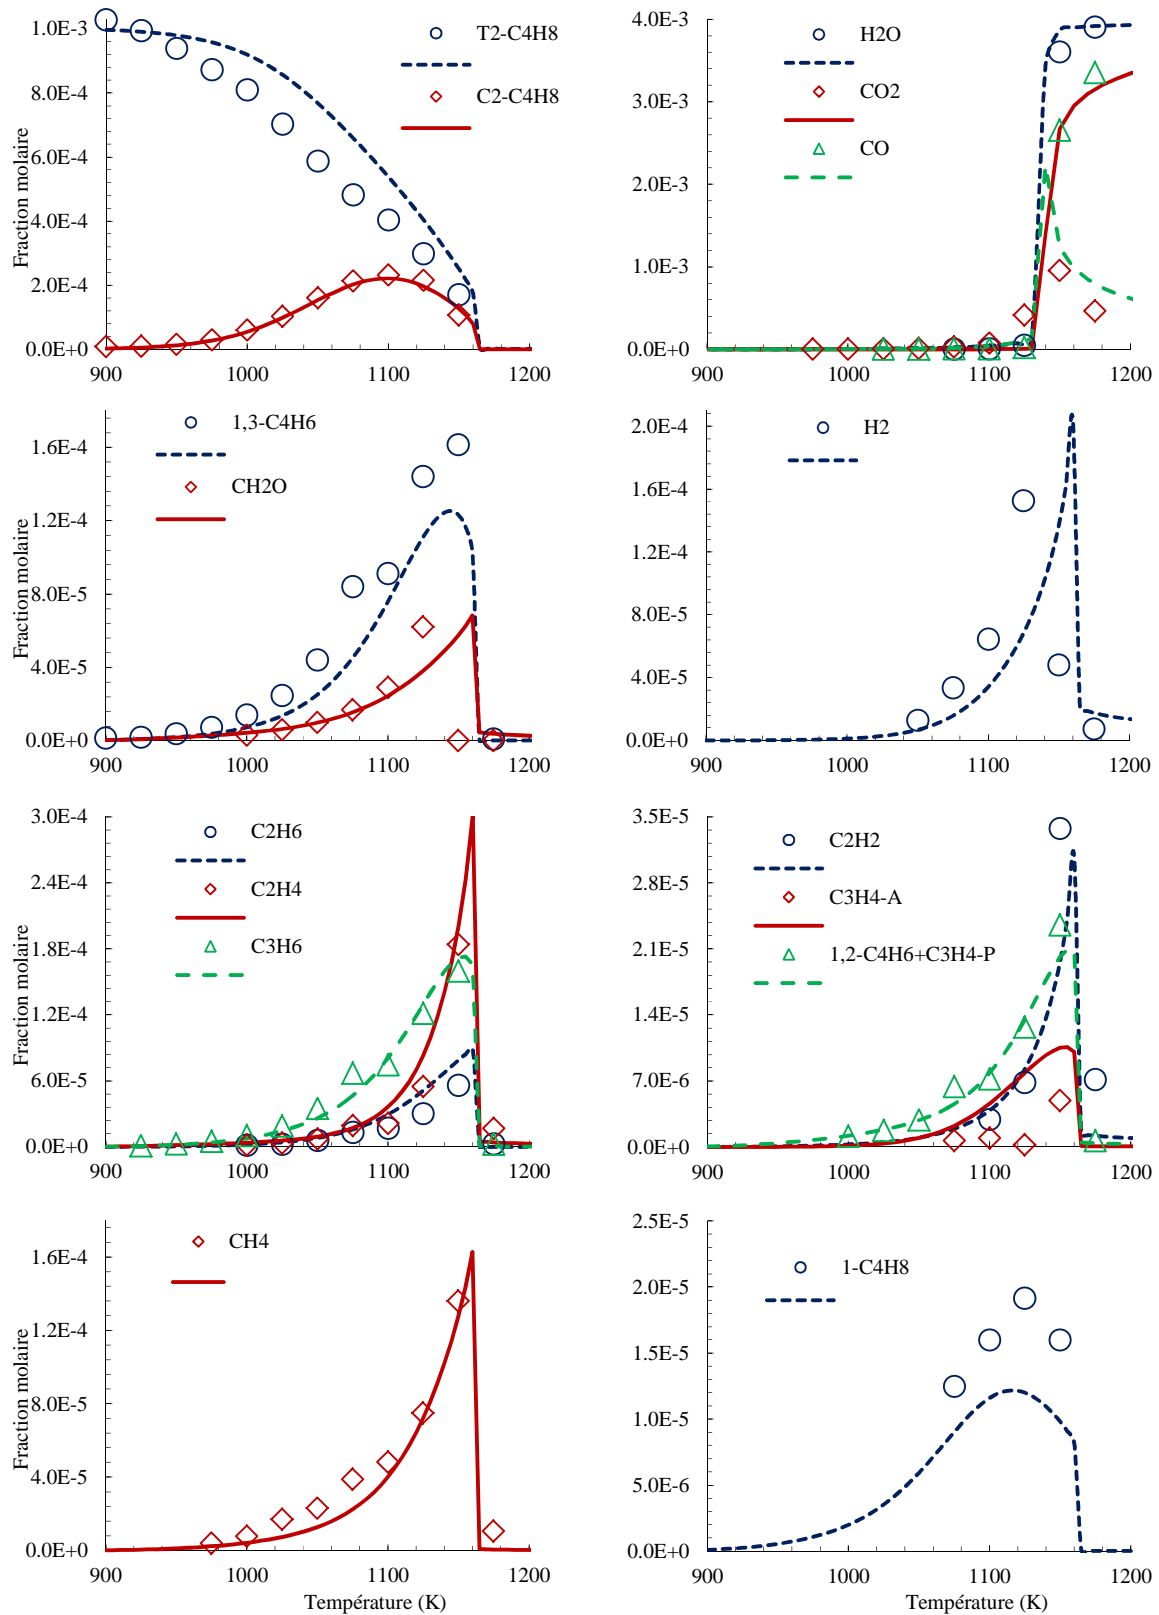 Fraction molaire
1.0E-3
8.0E-4
6.0E-4
4.0E-4
2.0E-4
0.0E+0
900
1000
1100
1200
T2-C4H8
C2-C4H8
4.0E-3
3.0E-3
2.0E-3
1.0E-3
0.0E+0
900
1000
1100
1200
H2O
CO2
CO
Fraction molaire
1.6E-4
1.2E-4
8.0E-5
4.0E-5
0.0E+0
900
1000
1100
1200
1,3-C4H6
CH2O
2.0E-4
1.6E-4
1.2E-4
8.0E-5
4.0E-5
0.0E+0
900
1000
1100
1200
H2
Fraction molaire
3.0E-4
2.4E-4
1.8E-4
1.2E-4
6.0E-5
0.0E+0
900
1000
1100
1200
C2H6
C2H4
C3H6
3.5E-5
2.8E-5
2.1E-5
1.4E-5
7.0E-6
0.0E+0
900
1000
1100
1200
C2H2
C3H4-A
1,2-C4H6+C3H4-P
Fraction molaire
1.6E-4
1.2E-4
8.0E-5
4.0E-5
0.0E+0
900
1000
1100
1200
Température (K)
CH4
2.5E-5
2.0E-5
1.5E-5
1.0E-5
5.0E-6
0.0E+0
900
1000
1100
1200
Température (K)
1-C4H8